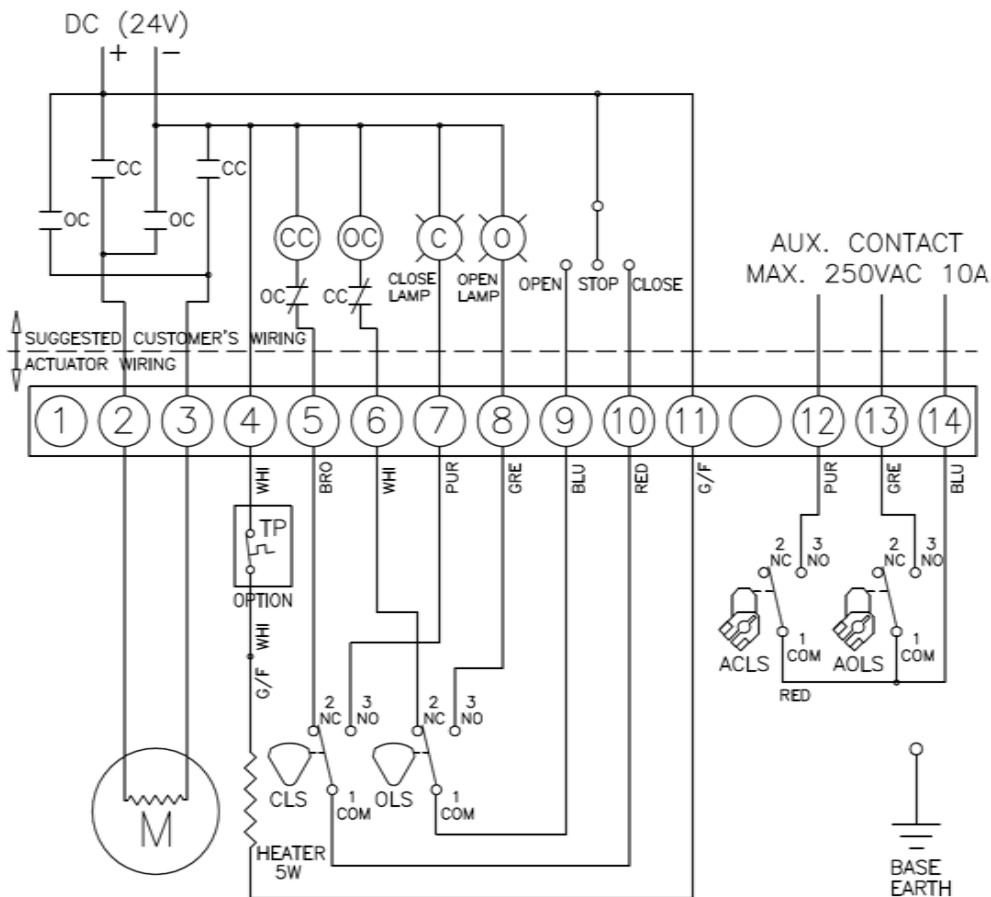 DC (24V)
+ −
CC CC
OC OC
CC OC C O
OC CC
CLOSE LAMP
OPEN LAMP
OPEN STOP CLOSE
AUX. CONTACT
MAX. 250VAC 10A
SUGGESTED CUSTOMER'S WIRING
ACTUATOR WIRING
1 2 3 4 5 6 7 8 9 10 11 12 13 14
WHI BRO WHI PUR GRE BLU RED G/F PUR GRE BLU
TP
OPTION
WHI
G/F
2 NC 3 NO
1 COM
CLS
2 NC 3 NO
1 COM
OLS
2 NC 3 NO
1 COM
ACLS
2 NC 3 NO
1 COM
AOLS
RED
M
HEATER
5W
BASE
EARTH